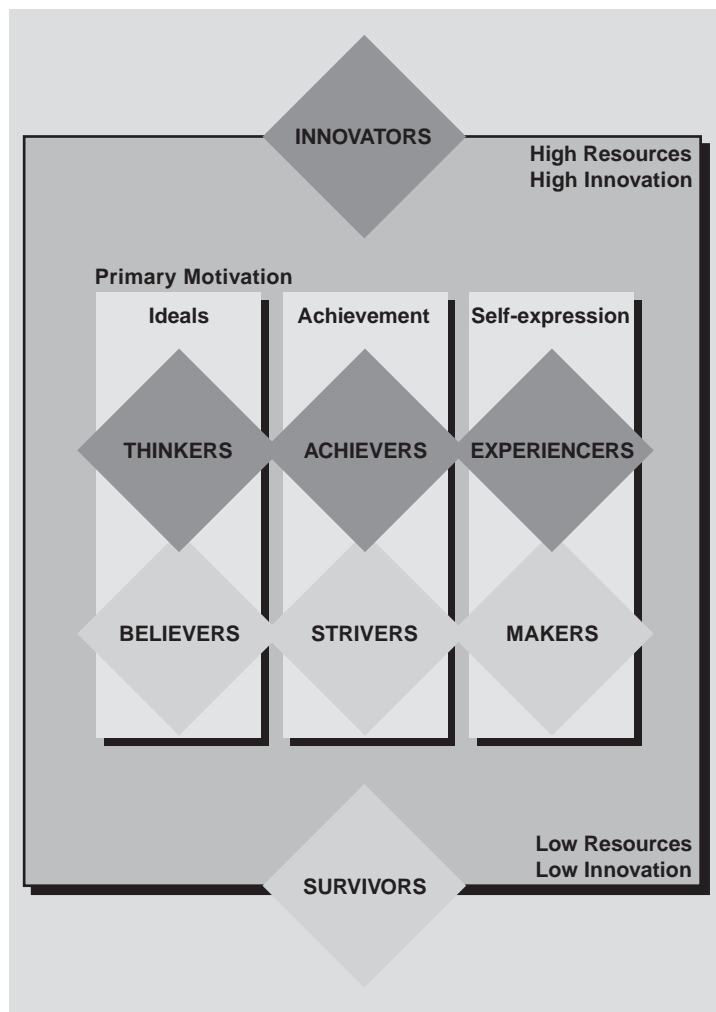 INNOVATORS
High Resources
High Innovation
Primary Motivation
Ideals
Achievement
Self-expression
THINKERS
ACHIEVERS
EXPERIENCERS
BELIEVERS
STRIVERS
MAKERS
Low Resources
Low Innovation
SURVIVORS